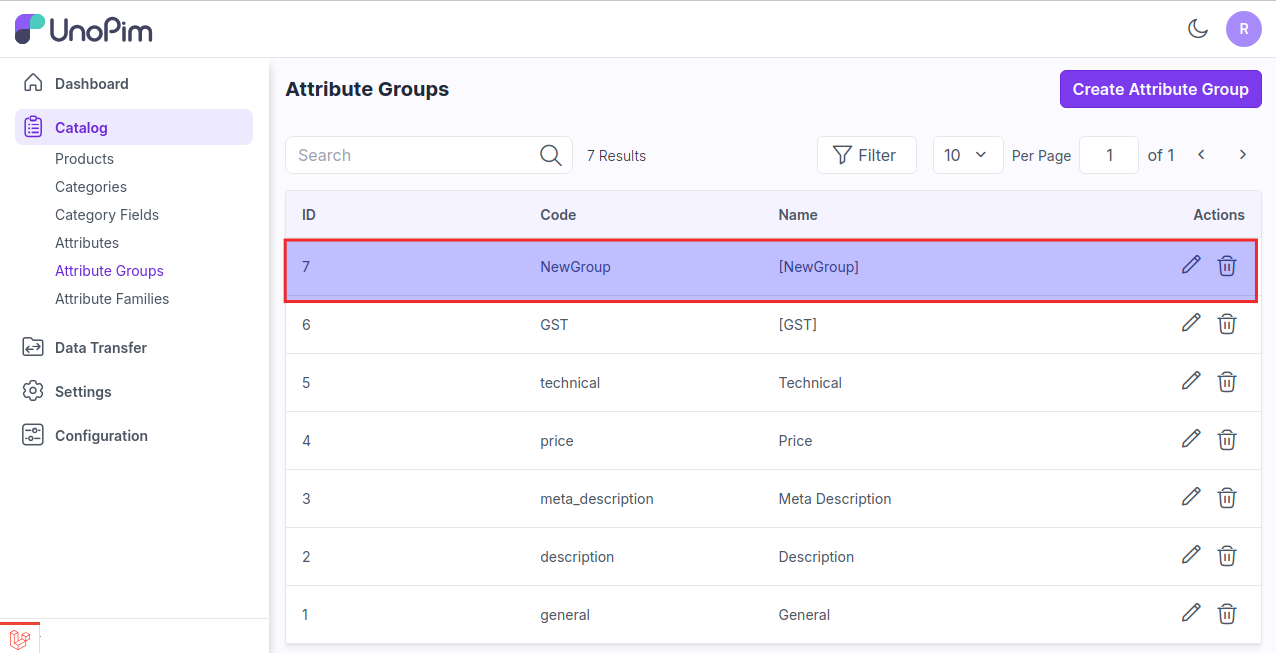 UnoPim
R
Dashboard
Catalog
Products
Categories
Category Fields
Attributes
Attribute Groups
Attribute Families
Data Transfer
Settings
Configuration
Attribute Groups
Create Attribute Group
Search
7 Results
Filter
10
Per Page
1
of 1
ID Code Name Actions
7 NewGroup [NewGroup]
6 GST [GST]
5 technical Technical
4 price Price
3 meta_description Meta Description
2 description Description
1 general General